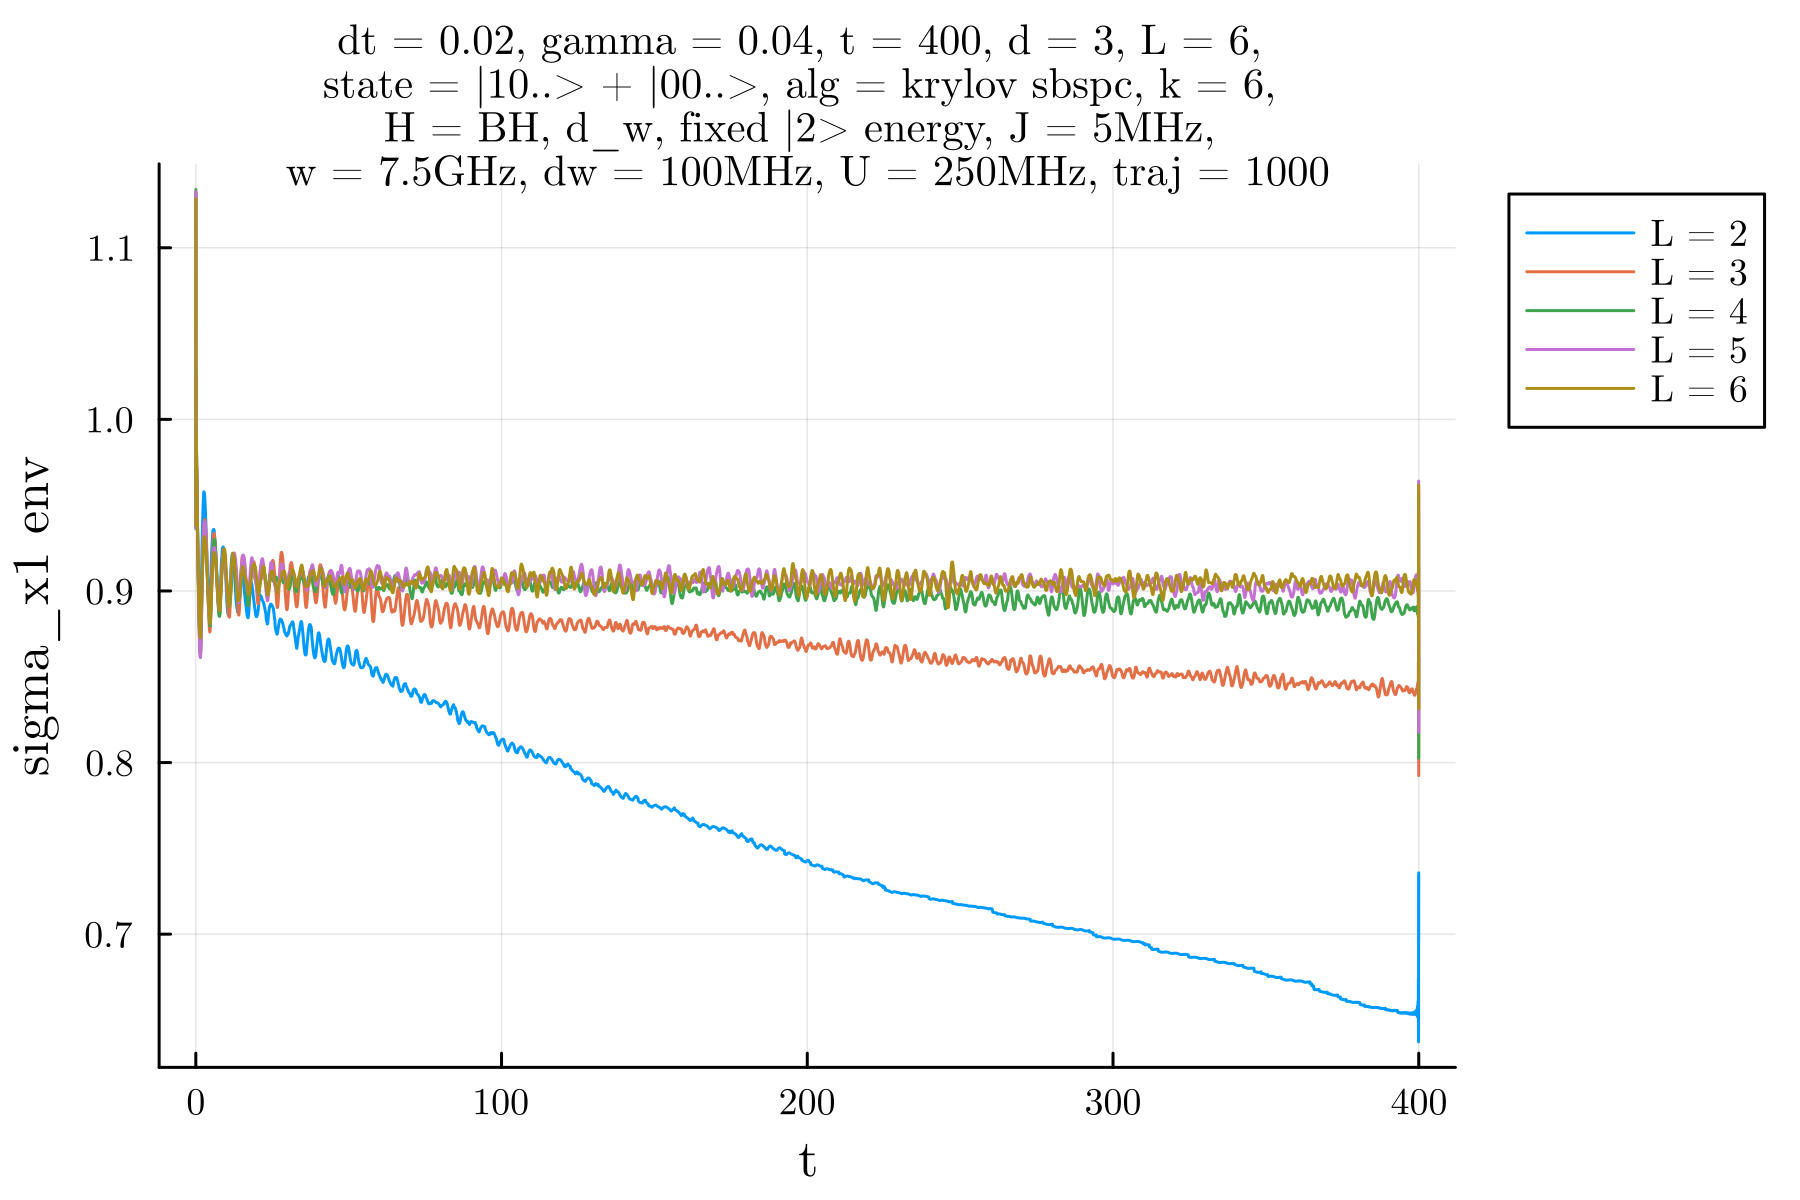 dt = 0.02, gamma = 0.04, t = 400, d = 3, L = 6,
state = |10..> + |00..>, alg = krylov sbspc, k = 6,
H = BH, d_w, fixed |2> energy, J = 5MHz,
w = 7.5GHz, dw = 100MHz, U = 250MHz, traj = 1000
L = 2
L = 3
L = 4
L = 5
L = 6
sigma_x1 env
1.1
1.0
0.9
0.8
0.7
0
100
200
300
400
t